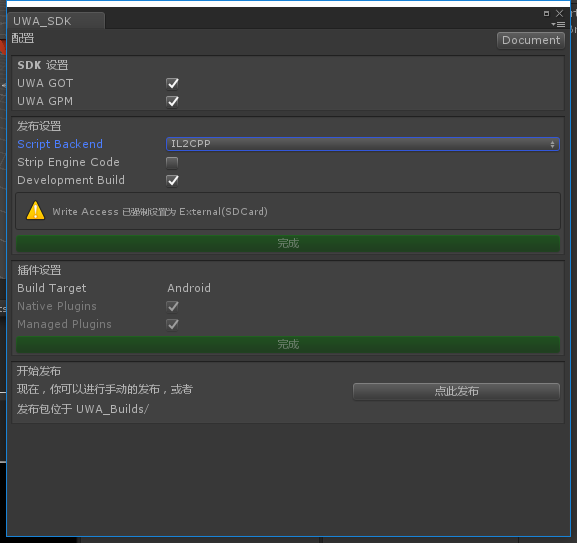 UWA_SDK
配置
Document
SDK 设置
UWA GOT
UWA GPM
发布设置
Script Backend IL2CPP
Strip Engine Code
Development Build
Write Access 已强制设置为 External(SDCard)
完成
插件设置
Build Target Android
Native Plugins
Managed Plugins
完成
开始发布
现在，你可以进行手动的发布，或者 点此发布
发布包位于 UWA_Builds/